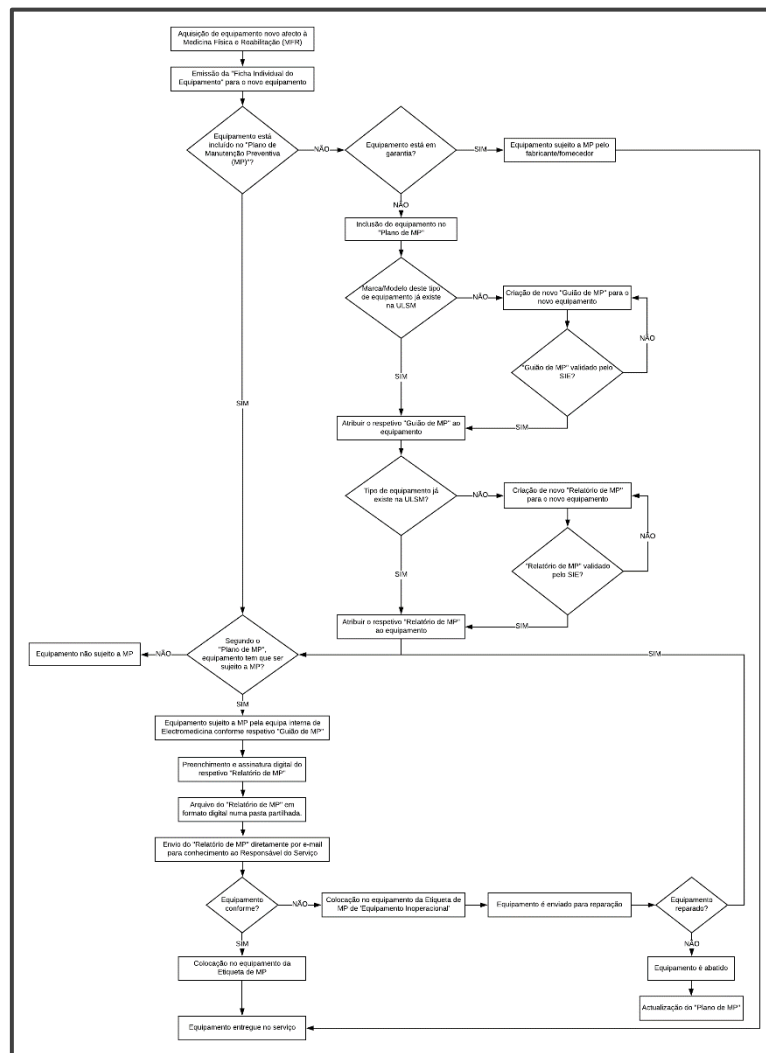 Aquisição de equipamento novo afecto à
Medicina Física e Reabilitação (MFR)
Emissão da "Ficha Individual do
Equipamento" para o novo equipamento
Equipamento está
incluído no "Plano de
Manutenção Preventiva
(MP)"?
NÃO
Equipamento está em
garantia?
SIM
Equipamento sujeito a MP pelo
fabricante/fornecedor
NÃO
Inclusão do equipamento no
"Plano de MP"
Marca/Modelo deste tipo
de equipamento já existe
na ULSM
NÃO
Criação de novo "Guião de MP" para o
novo equipamento
NÃO
"Guião de MP" validado pelo
SIE?
SIM
SIM
SIM
Atribuir o respetivo "Guião de MP" ao
equipamento
Tipo de equipamento já
existe na ULSM?
NÃO
Criação de novo "Relatório de MP"
para o novo equipamento
NÃO
"Relatório de MP" validado
pelo SIE?
SIM
SIM
Atribuir o respetivo "Relatório de MP"
ao equipamento
Segundo o
"Plano de MP",
equipamento tem que ser
sujeito a MP?
NÃO
Equipamento não sujeito a MP
SIM
SIM
Equipamento sujeito a MP pela equipa interna de
Electromedicina conforme respetivo "Guião de MP"
Preenchimento e assinatura digital do
respetivo "Relatório de MP"
Arquivo do "Relatório de MP" em
formato digital numa pasta partilhada.
Envio do "Relatório de MP" diretamente por e-mail
para conhecimento ao Responsável do Serviço
Equipamento
conforme?
NÃO
Colocação no equipamento da Etiqueta de
MP de 'Equipamento Inoperacional'
Equipamento é enviado para reparação
Equipamento
reparado?
SIM
NÃO
Colocação no equipamento da
Etiqueta de MP
Equipamento é abatido
Actualização do "Plano de MP"
Equipamento entregue no serviço